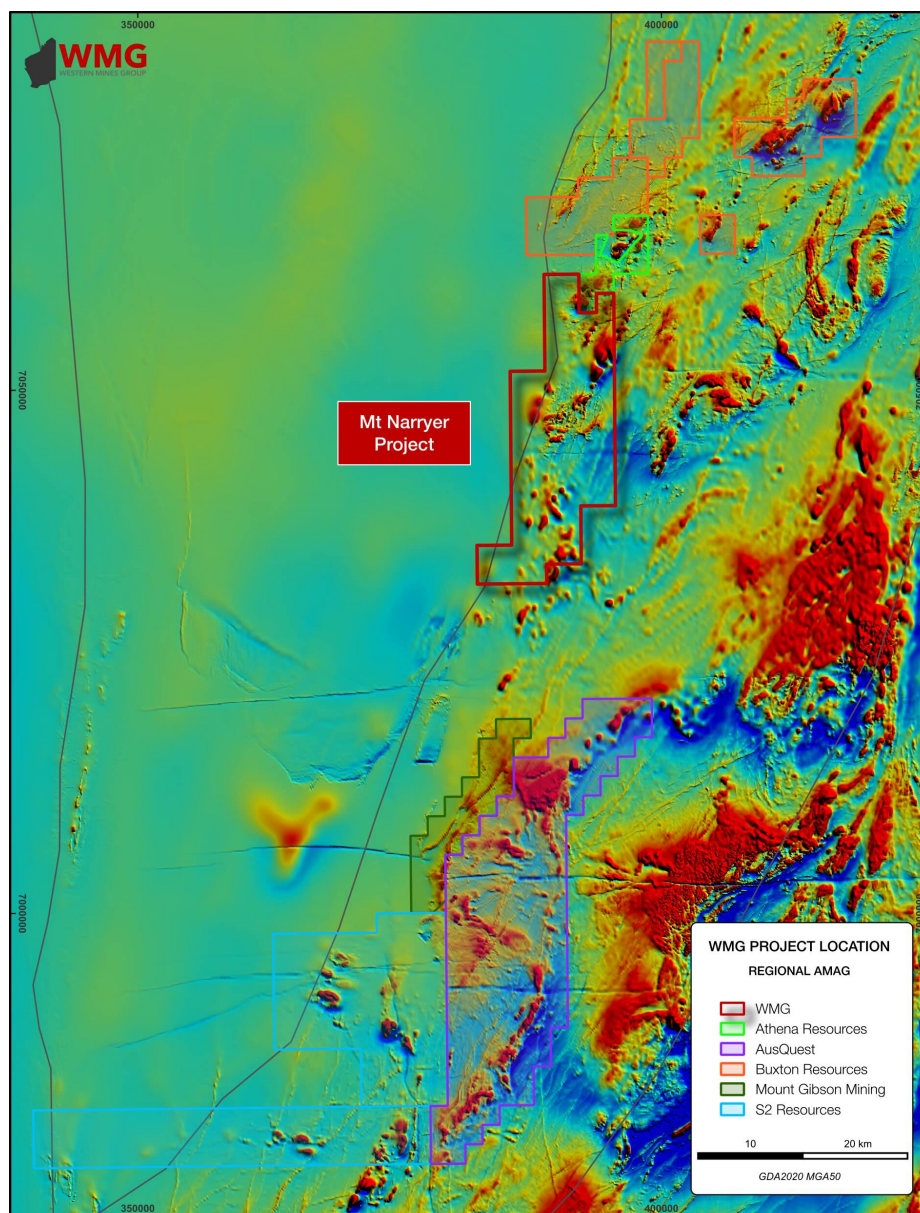 350000
400000
WMG
WESTERN MINES GROUP
7050000
Mt Narryer
Project
7000000
WMG PROJECT LOCATION
REGIONAL AMAG
WMG
Athena Resources
AusQuest
Buxton Resources
Mount Gibson Mining
S2 Resources
10
20 km
GDA2020 MGA50
350000
400000